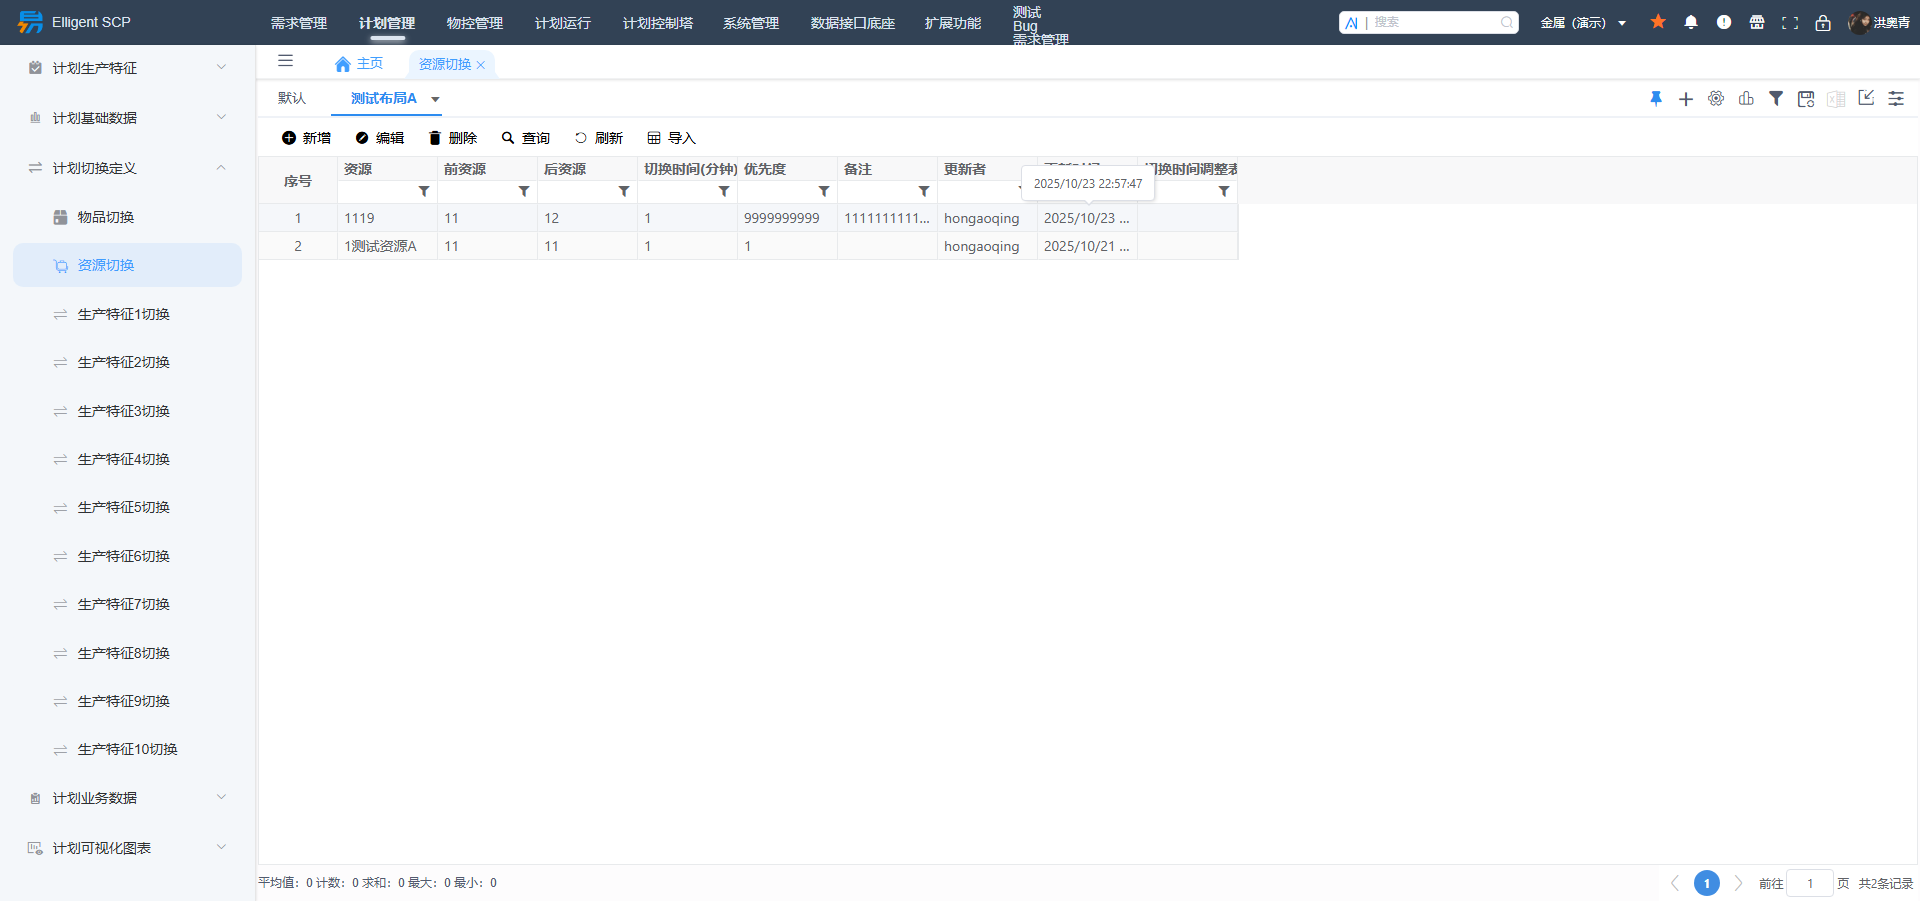 Elligent SCP
需求管理 计划管理 物控管理 计划运行 计划控制塔 系统管理 数据接口底座 扩展功能 测试
Bug
需求管理
搜索
金属（演示）
洪奥青
主页 资源切换
默认 测试布局A
新增 编辑 删除 查询 刷新 导入
计划生产特征
计划基础数据
计划切换定义
物品切换
资源切换
生产特征1切换
生产特征2切换
生产特征3切换
生产特征4切换
生产特征5切换
生产特征6切换
生产特征7切换
生产特征8切换
生产特征9切换
生产特征10切换
计划业务数据
计划可视化图表
序号 资源 前资源 后资源 切换时间(分钟) 优先度 备注 更新者 切换时间调整表
2025/10/23 22:57:47
1 1119 11 12 1 9999999999 1111111111... hongaoqing 2025/10/23 ...
2 1测试资源A 11 11 1 1 hongaoqing 2025/10/21 ...
平均值：0 计数：0 求和：0 最大：0 最小：0
1 前往 1 页 共2条记录